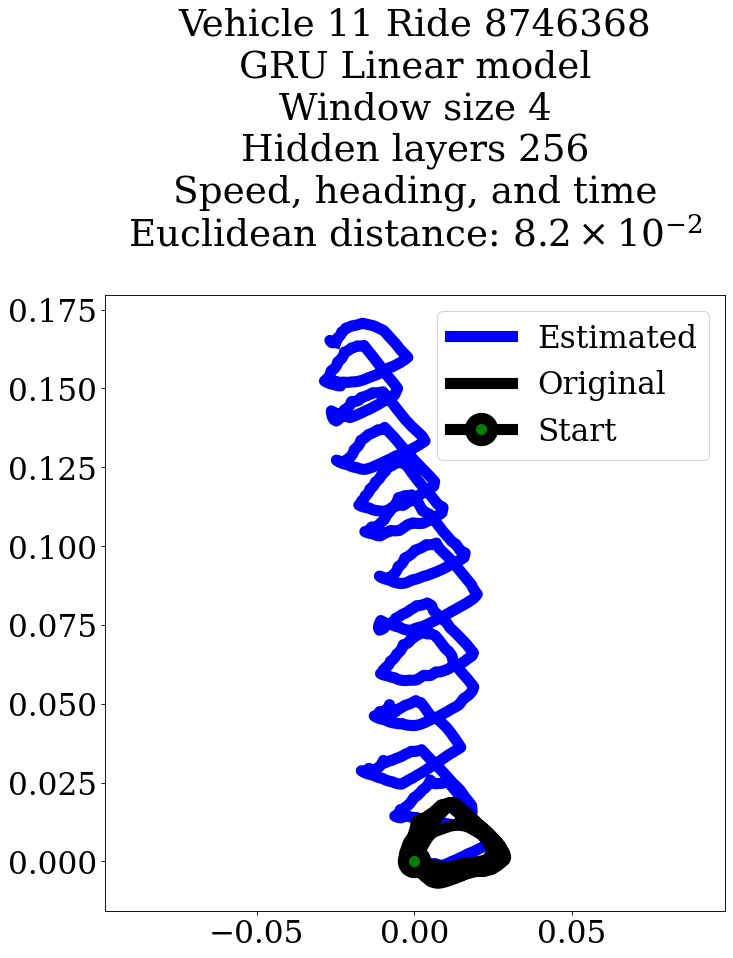 Vehicle 11 Ride 8746368
GRU Linear model
Window size 4
Hidden layers 256
Speed, heading, and time
Euclidean distance: 8.2 × 10⁻²
Estimated
Original
Start
0.175
0.150
0.125
0.100
0.075
0.050
0.025
0.000
−0.05 0.00 0.05